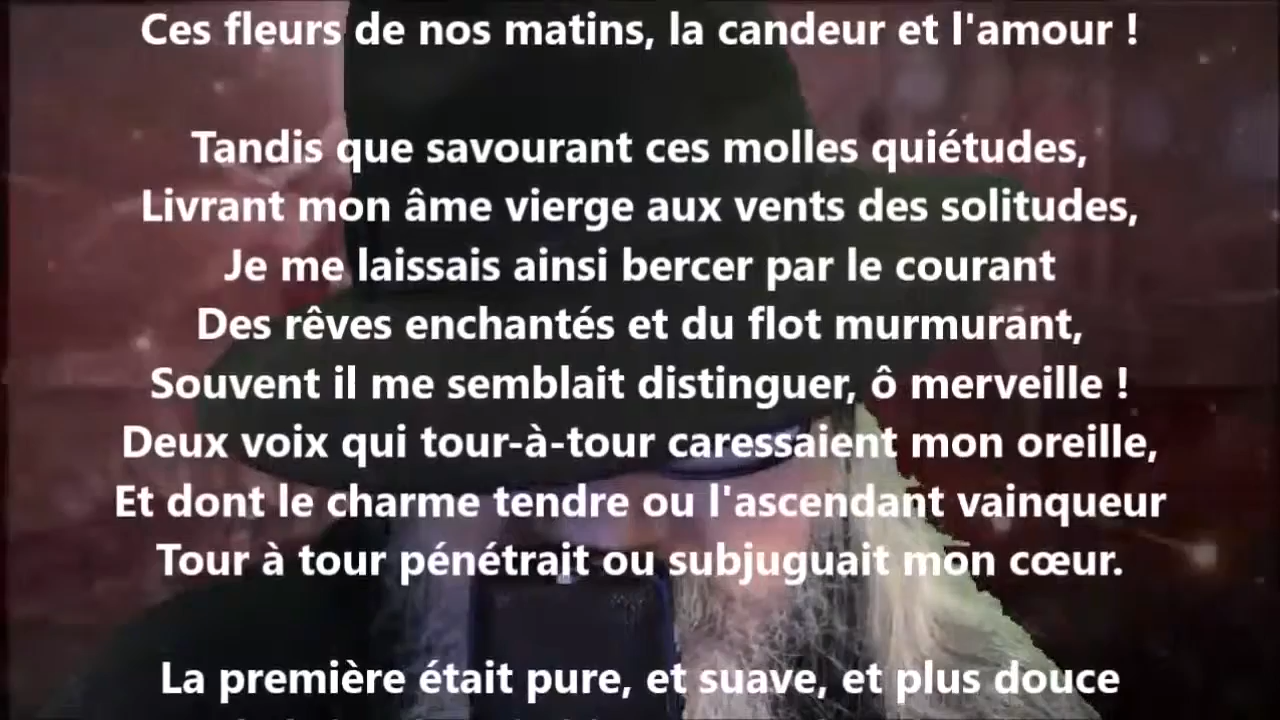 Ces fleurs de nos matins, la candeur et l'amour !
Tandis que savourant ces molles quiétudes,
Livrant mon âme vierge aux vents des solitudes,
Je me laissais ainsi bercer par le courant
Des rêves enchantés et du flot murmurant,
Souvent il me semblait distinguer, ô merveille !
Deux voix qui tour-à-tour caressaient mon oreille,
Et dont le charme tendre ou l'ascendant vainqueur
Tour à tour pénétrait ou subjuguait mon cœur.
La première était pure, et suave, et plus douce